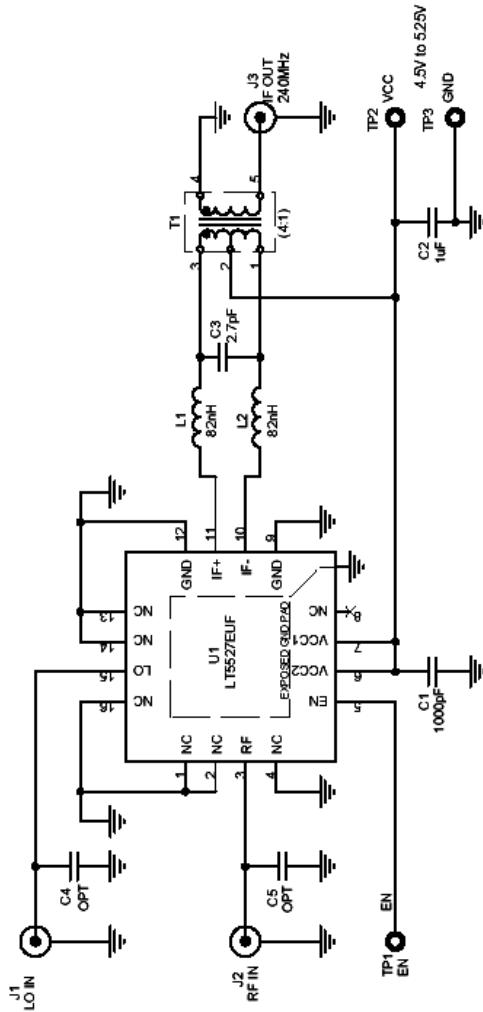 J1
LO IN
C4
OPT
J2
RF IN
C5
OPT
TP1
EN
EN
16
15
14
13
NC
LO
NC
NC
1
2
3
4
NC
NC
RF
NC
U1
LT5527EUF
EXPOSED GND PAD
12
11
10
9
GND
IF+
IF-
GND
EN
VCC2
VCC1
NC
5
6
7
8
C1
1000pF
L1
82nH
L2
82nH
C3
2.7pF
T1
(4:1)
3
2
1
4
5
J3
IF OUT
240MHz
TP2
VCC
4.5V to 5.25V
TP3
GND
C2
1uF